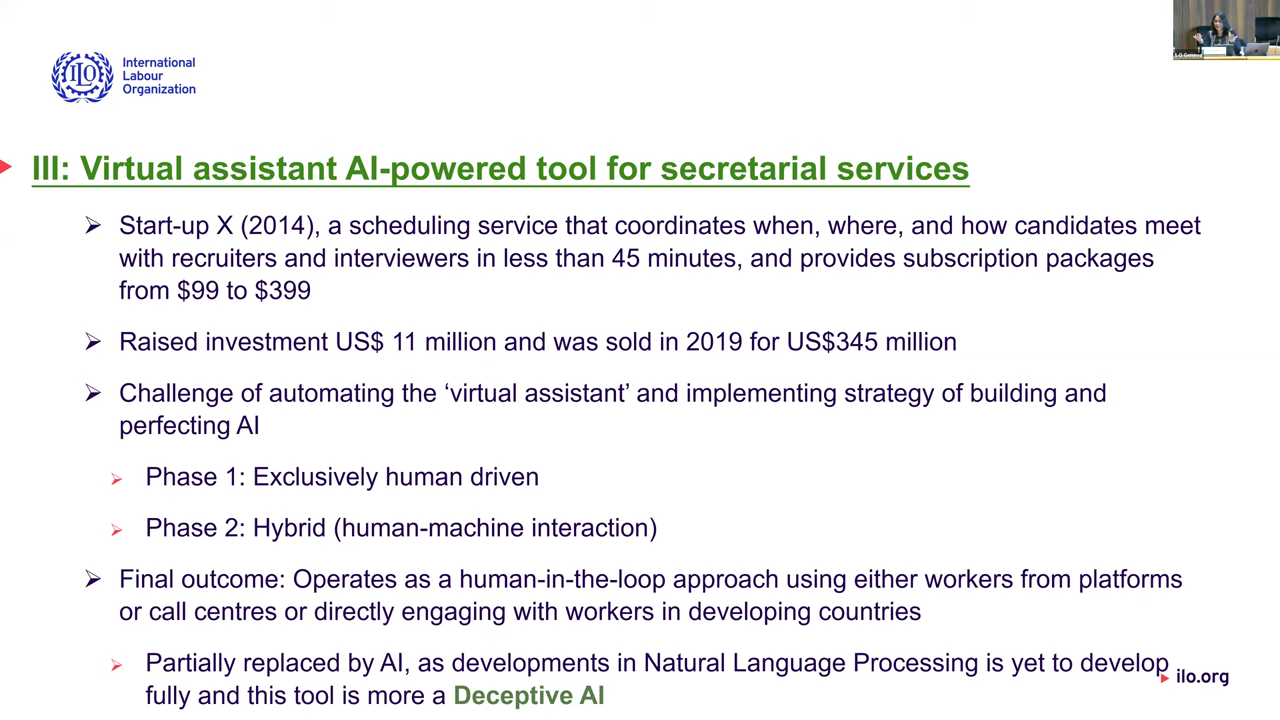 ILO Geneva
ILO
International
Labour
Organization
III: Virtual assistant AI-powered tool for secretarial services
Start-up X (2014), a scheduling service that coordinates when, where, and how candidates meet
with recruiters and interviewers in less than 45 minutes, and provides subscription packages
from $99 to $399
Raised investment US$ 11 million and was sold in 2019 for US$345 million
Challenge of automating the ‘virtual assistant’ and implementing strategy of building and
perfecting AI
Phase 1: Exclusively human driven
Phase 2: Hybrid (human-machine interaction)
Final outcome: Operates as a human-in-the-loop approach using either workers from platforms
or call centres or directly engaging with workers in developing countries
Partially replaced by AI, as developments in Natural Language Processing is yet to develop
fully and this tool is more a Deceptive AI
ilo.org